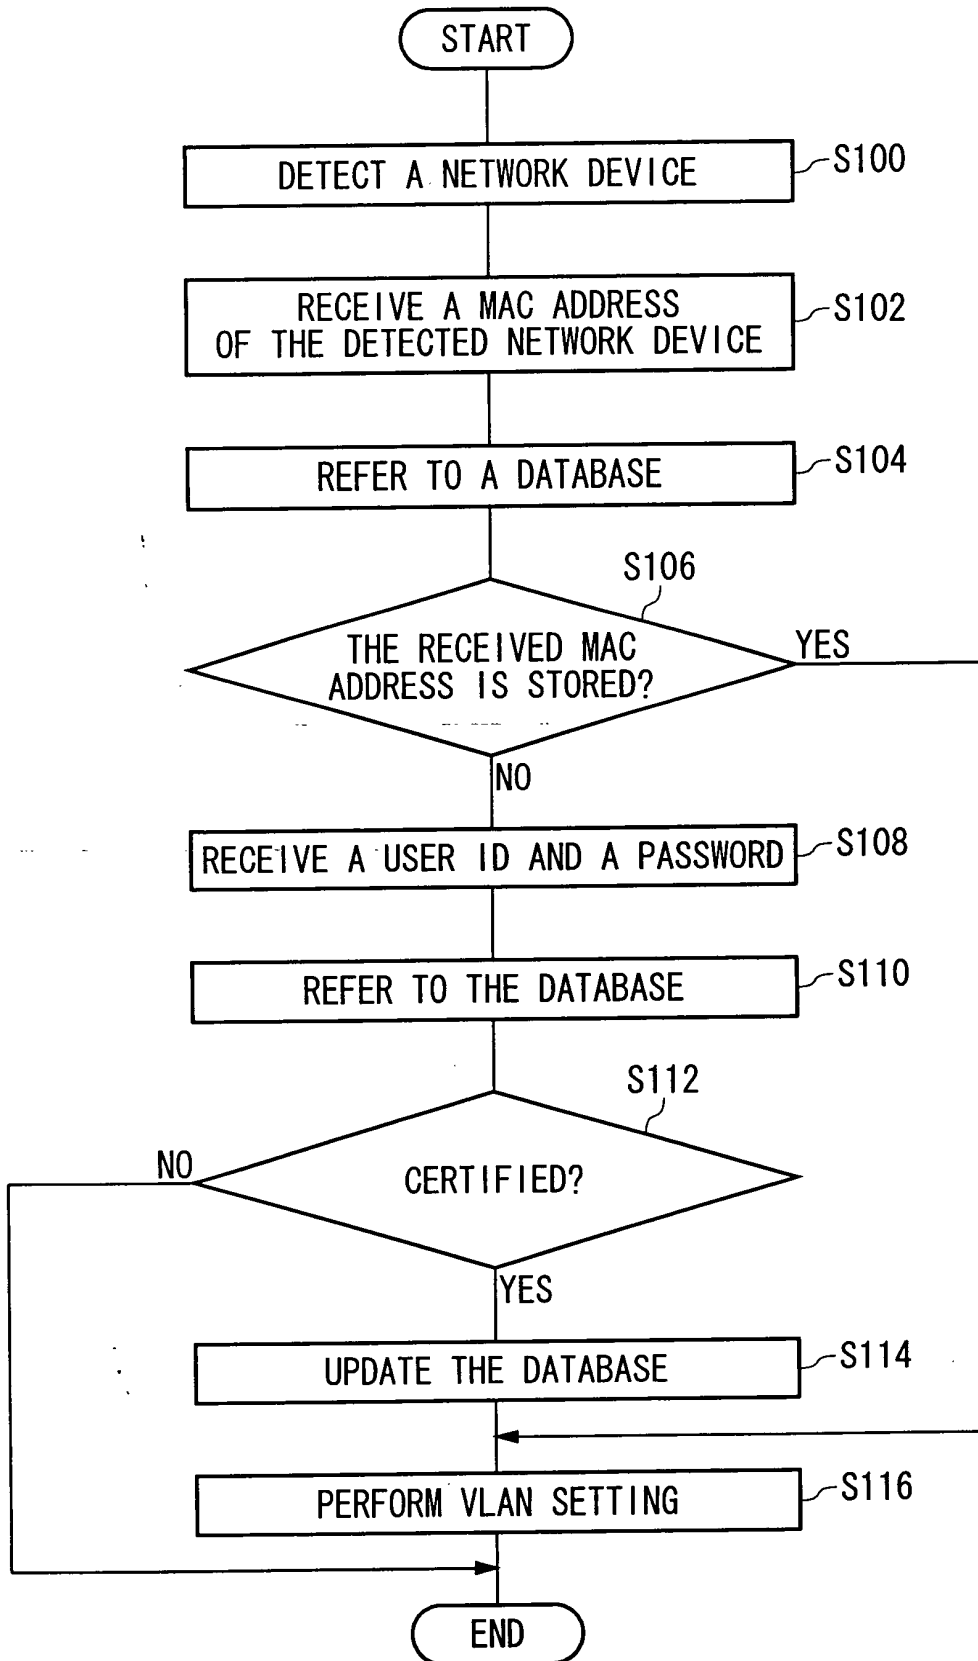 START
DETECT A NETWORK DEVICE
S100
RECEIVE A MAC ADDRESS
OF THE DETECTED NETWORK DEVICE
S102
REFER TO A DATABASE
S104
S106
THE RECEIVED MAC
ADDRESS IS STORED?
YES
NO
RECEIVE A USER ID AND A PASSWORD
S108
REFER TO THE DATABASE
S110
S112
CERTIFIED?
NO
YES
UPDATE THE DATABASE
S114
PERFORM VLAN SETTING
S116
END